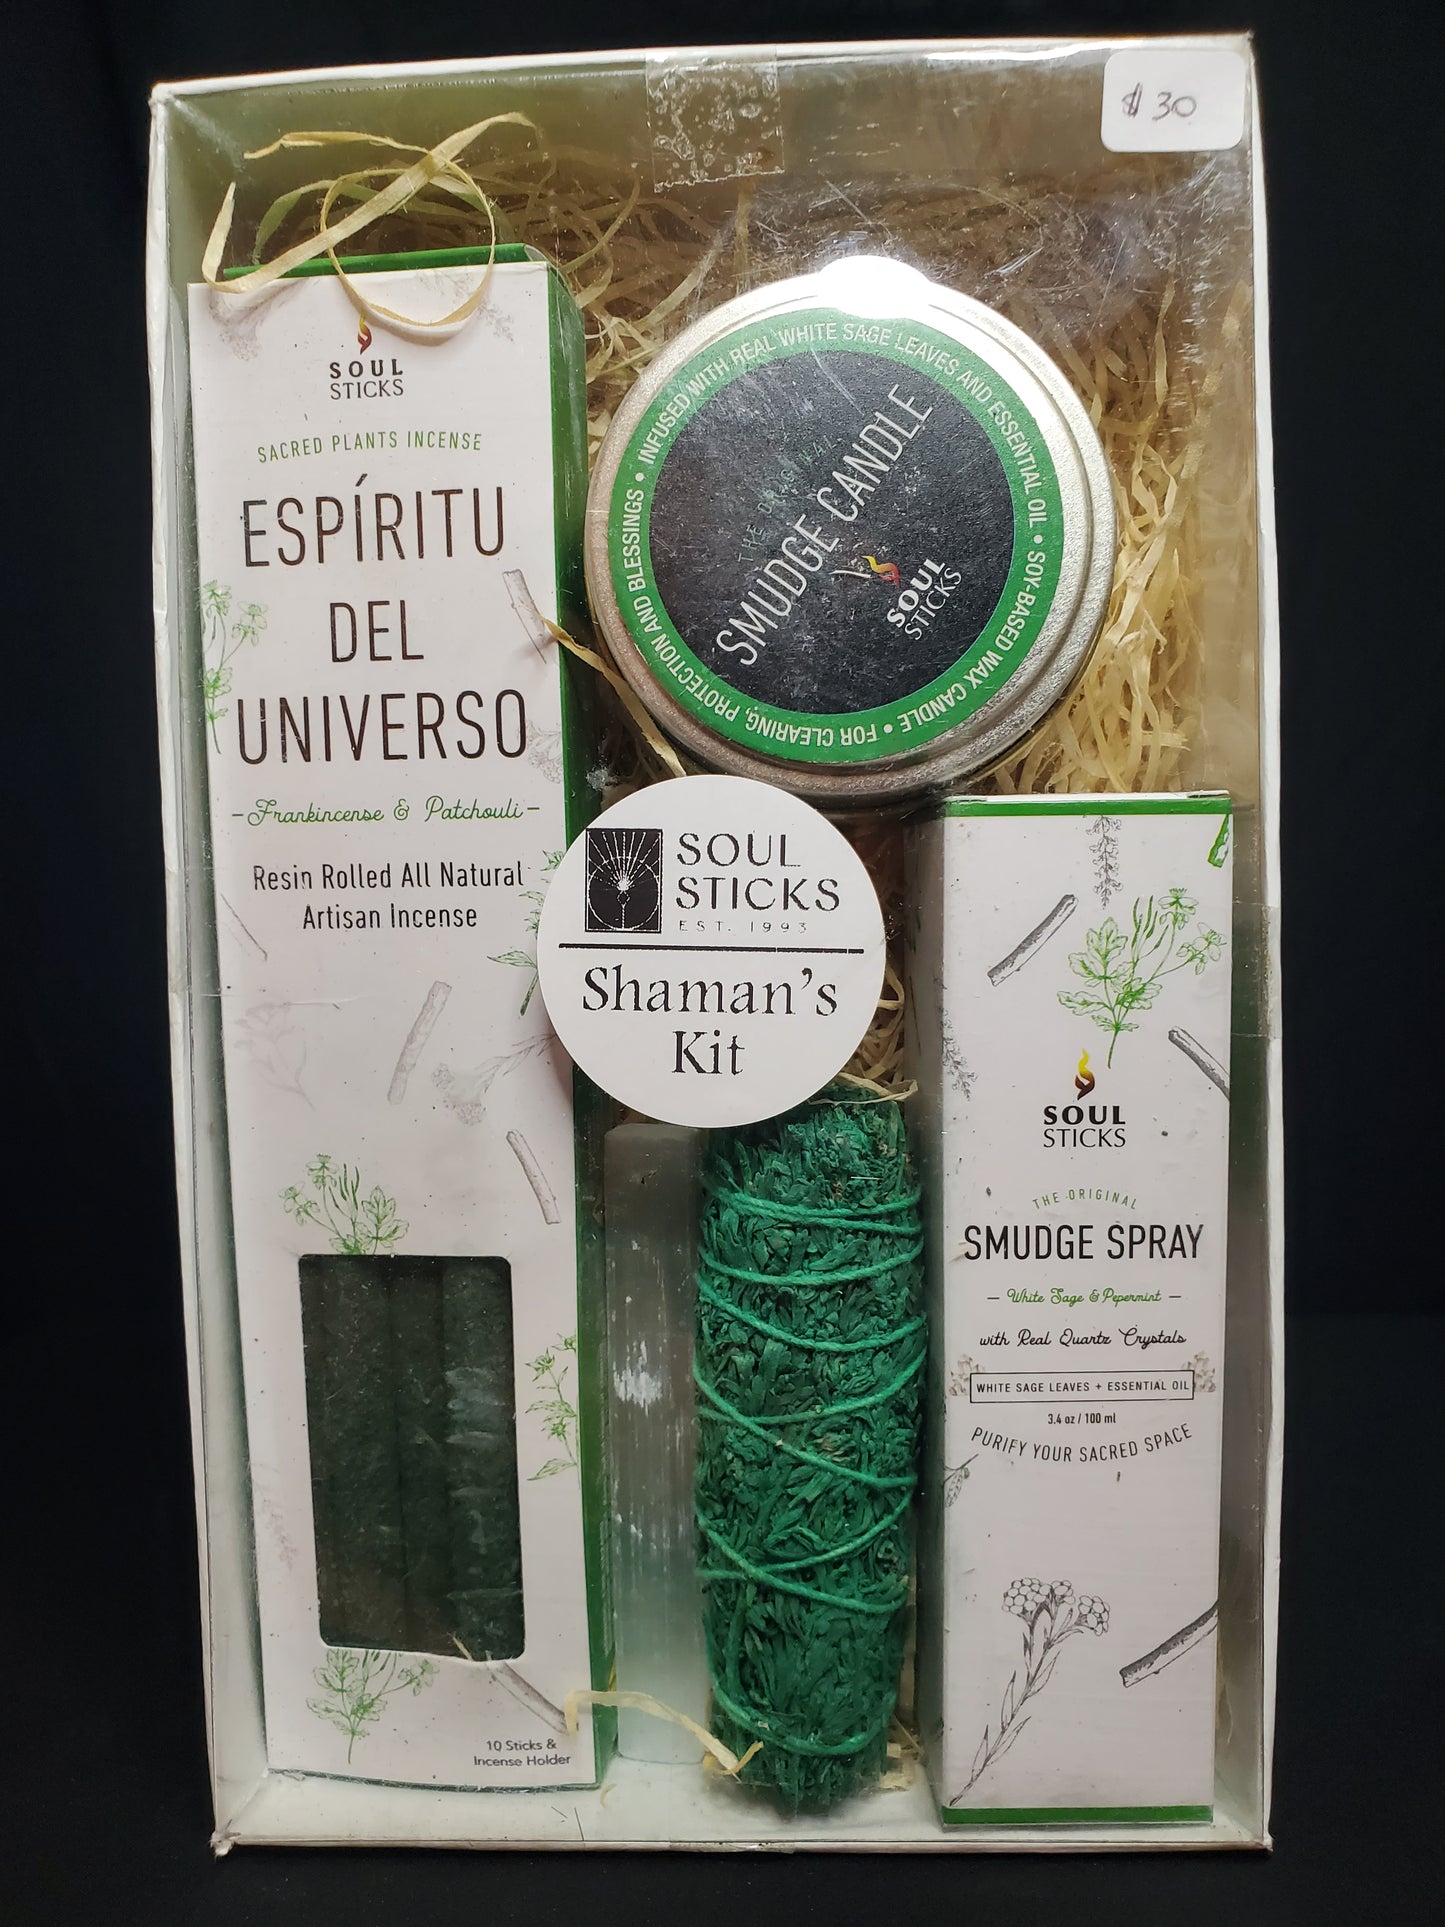 $30
SOUL
STICKS
SACRED PLANTS INCENSE
ESPÍRITU
DEL
UNIVERSO
-Frankincense & Patchouli-
Resin Rolled All Natural
Artisan Incense
10 Sticks &
Incense Holder
INFUSED WITH REAL WHITE SAGE LEAVES AND ESSENTIAL OIL • SOY-BASED WAX CANDLE • FOR CLEARING, PROTECTION AND BLESSINGS •
THE ORIGINAL
SMUDGE CANDLE
SOUL
STICKS
SOUL
STICKS
EST. 1993
Shaman's
Kit
SOUL
STICKS
THE ORIGINAL
SMUDGE SPRAY
- White Sage & Pepermint -
with Real Quartz Crystals
WHITE SAGE LEAVES + ESSENTIAL OIL
3.4 oz / 100 ml
PURIFY YOUR SACRED SPACE